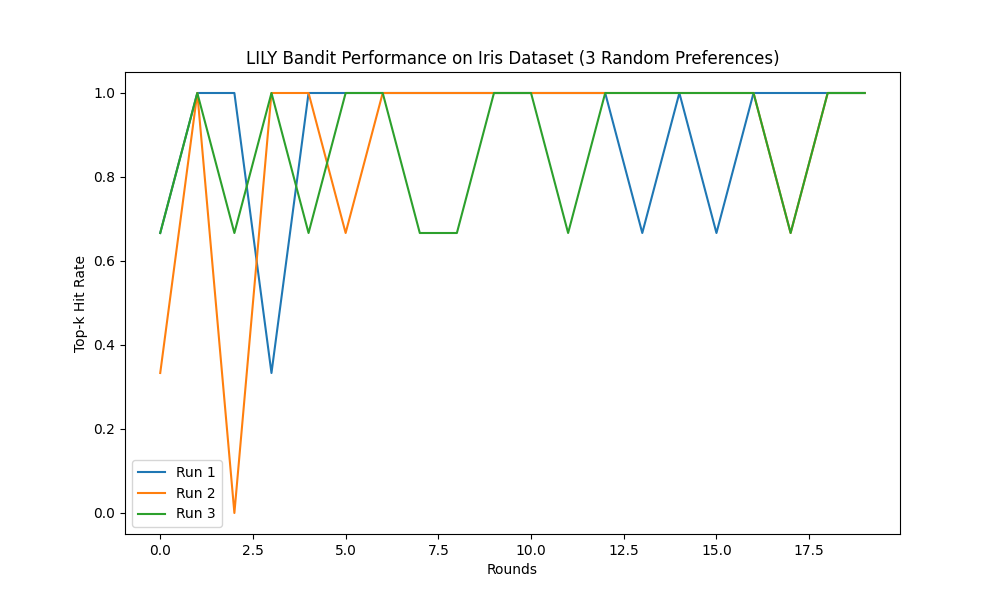 LILY Bandit Performance on Iris Dataset (3 Random Preferences)
Top-k Hit Rate
1.0
0.8
0.6
0.4
0.2
0.0
Run 1
Run 2
Run 3
0.0 2.5 5.0 7.5 10.0 12.5 15.0 17.5
Rounds